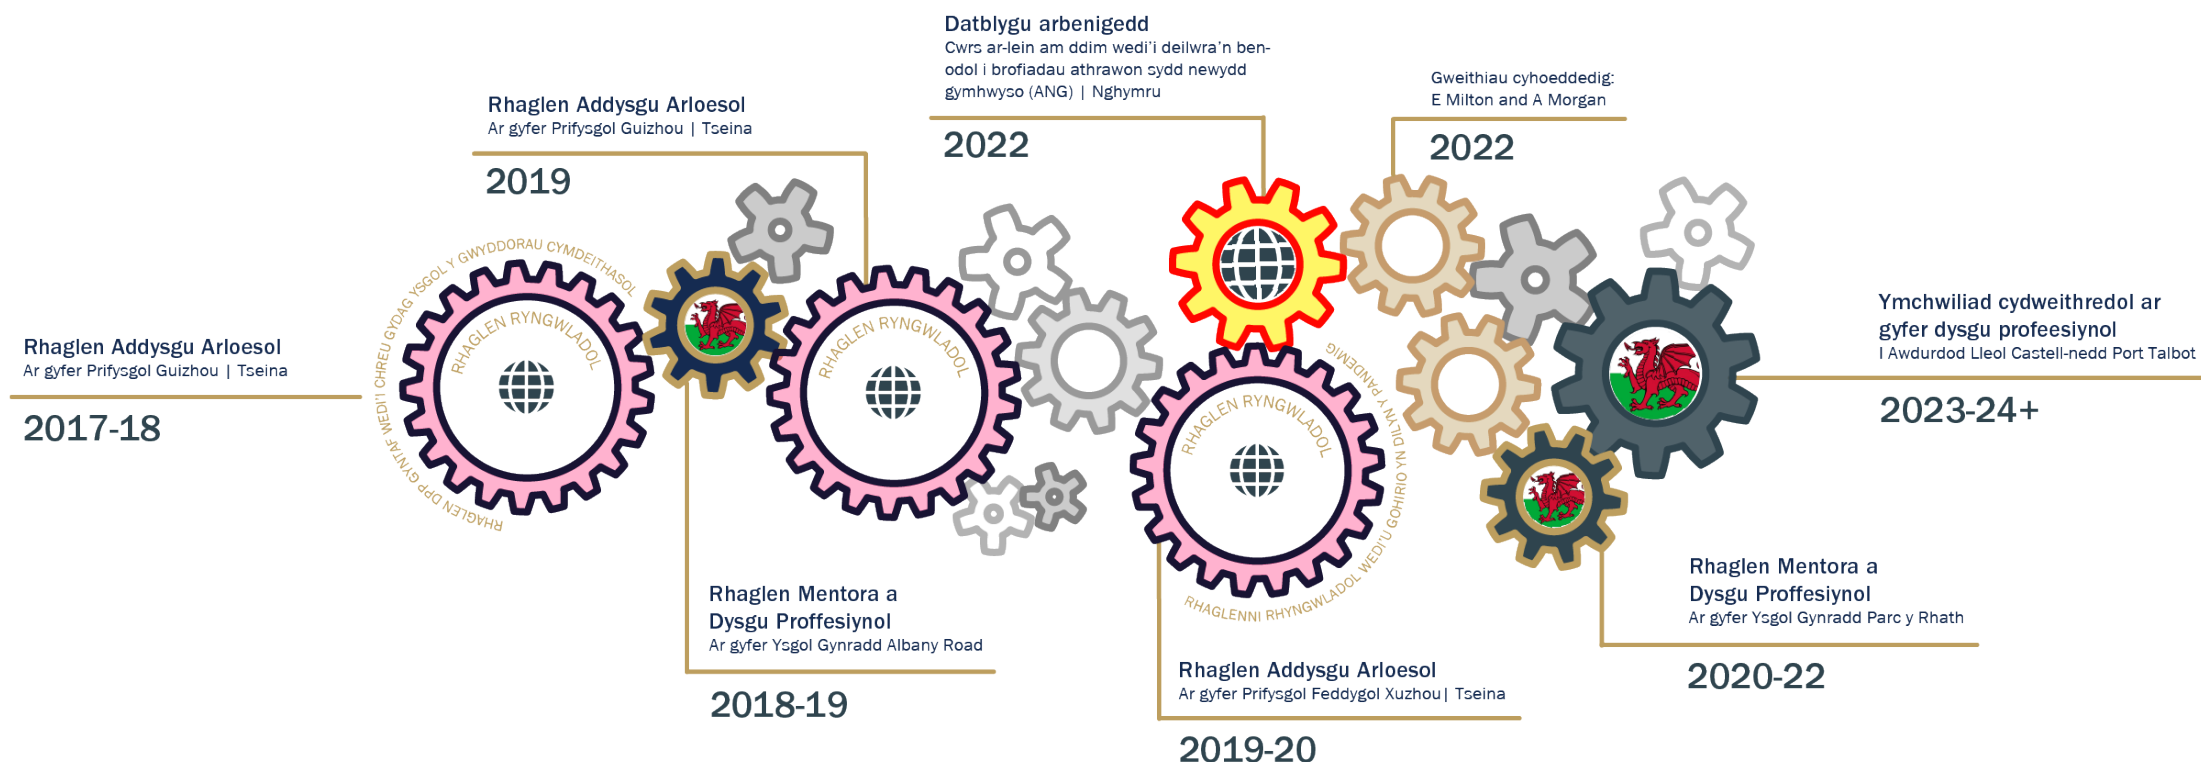 Rhaglen Addysgu Arloesol
Ar gyfer Prifysgol Guizhou | Tseina
2017-18
RHAGLEN DPP GYNTAF WEDI'I CHREU GYDAG YSGOL Y GWYDDORAU CYMDEITHASOL
RHAGLEN RYNGWLADOL
Rhaglen Mentora a
Dysgu Proffesiynol
Ar gyfer Ysgol Gynradd Albany Road
2018-19
Rhaglen Addysgu Arloesol
Ar gyfer Prifysgol Guizhou | Tseina
2019
RHAGLEN RYNGWLADOL
Rhaglen Addysgu Arloesol
Ar gyfer Prifysgol Feddygol Xuzhou| Tseina
2019-20
RHAGLEN RYNGWLADOL
RHAGLENNI RHYNGWLADOL WEDI'U GOHIRIO YN DILYN Y PANDEMIG
Datblygu arbenigedd
Cwrs ar-lein am ddim wedi'i deilwra'n ben-
odol i brofiadau athrawon sydd newydd
gymhwyso (ANG) | Nghymru
2022
Gweithiau cyhoeddedig:
E Milton and A Morgan
2022
Rhaglen Mentora a
Dysgu Proffesiynol
Ar gyfer Ysgol Gynradd Parc y Rhath
2020-22
Ymchwiliad cydweithredol ar
gyfer dysgu profeesiynol
I Awdurdod Lleol Castell-nedd Port Talbot
2023-24+